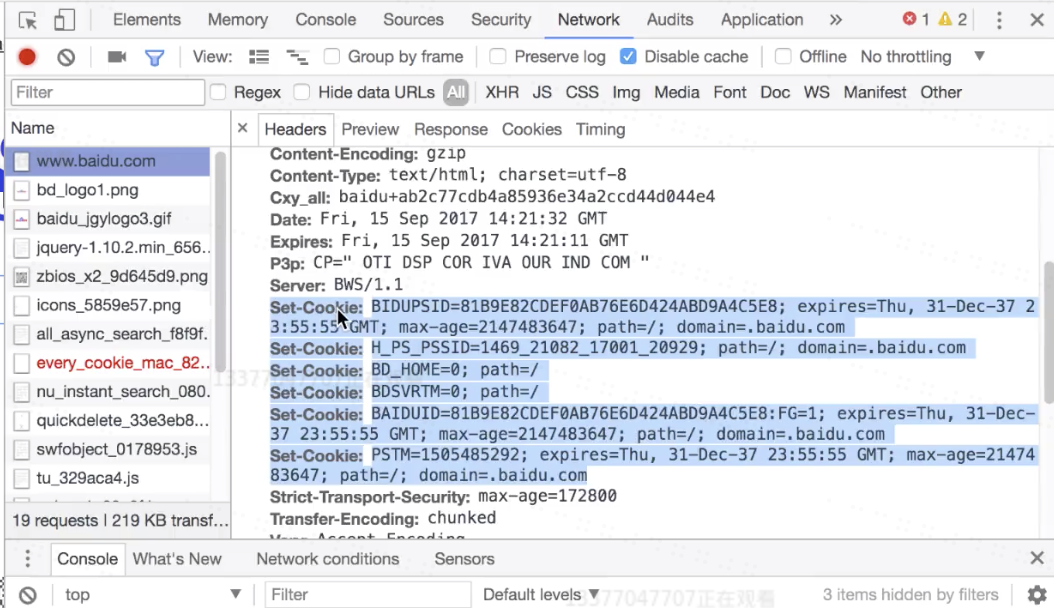 Elements Memory Console Sources Security Network Audits Application » 1 2
View: Group by frame Preserve log Disable cache Offline No throttling
Filter Regex Hide data URLs All XHR JS CSS Img Media Font Doc WS Manifest Other
Name
www.baidu.com
bd_logo1.png
baidu_jgylogo3.gif
jquery-1.10.2.min_656...
zbios_x2_9d645d9.png
icons_5859e57.png
all_async_search_f8f9f.
every_cookie_mac_82...
nu_instant_search_080.
quickdelete_33e3eb8...
swfobject_0178953.js
tu_329aca4.js
19 requests | 219 KB transf...
Headers Preview Response Cookies Timing
Content-Encoding: gzip
Content-Type: text/html; charset=utf-8
Cxy_all: baidu+ab2c77cdb4a85936e34a2ccd44d044e4
Date: Fri, 15 Sep 2017 14:21:32 GMT
Expires: Fri, 15 Sep 2017 14:21:11 GMT
P3p: CP=" OTI DSP COR IVA OUR IND COM "
Server: BWS/1.1
Set-Cookie: BIDUPSID=81B9E82CDEF0AB76E6D424ABD9A4C5E8; expires=Thu, 31-Dec-37 2
3:55:55 GMT; max-age=2147483647; path=/; domain=.baidu.com
Set-Cookie: H_PS_PSSID=1469_21082_17001_20929; path=/; domain=.baidu.com
Set-Cookie: BD_HOME=0; path=/
Set-Cookie: BDSVRTM=0; path=/
Set-Cookie: BAIDUID=81B9E82CDEF0AB76E6D424ABD9A4C5E8:FG=1; expires=Thu, 31-Dec-
37 23:55:55 GMT; max-age=2147483647; path=/; domain=.baidu.com
Set-Cookie: PSTM=1505485292; expires=Thu, 31-Dec-37 23:55:55 GMT; max-age=21474
83647; path=/; domain=.baidu.com
Strict-Transport-Security: max-age=172800
Transfer-Encoding: chunked
Console What's New Network conditions Sensors
top Filter Default levels 3 items hidden by filters
13377047707正在观看